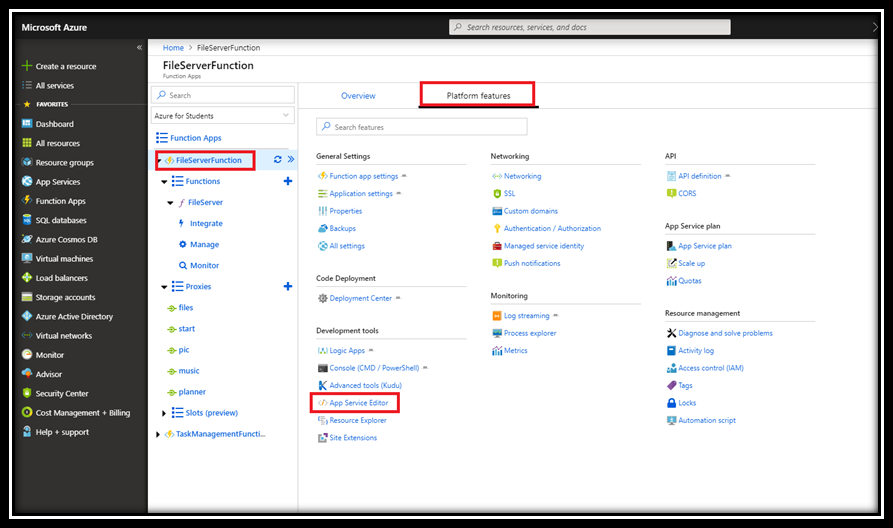 Microsoft Azure
Search resources, services, and docs
Create a resource
All services
FAVORITES
Dashboard
All resources
Resource groups
App Services
Function Apps
SQL databases
Azure Cosmos DB
Virtual machines
Load balancers
Storage accounts
Azure Active Directory
Virtual networks
Monitor
Advisor
Security Center
Cost Management + Billing
Help + support
Home > FileServerFunction
FileServerFunction
Function Apps
Search
Azure for Students
Function Apps
FileServerFunction
Functions
FileServer
Integrate
Manage
Monitor
Proxies
files
start
pic
music
planner
Slots (preview)
TaskManagementFuncti...
Overview
Platform features
Search features
General Settings
Function app settings
Application settings
Properties
Backups
All settings
Code Deployment
Deployment Center
Development tools
Logic Apps
Console (CMD / PowerShell)
Advanced tools (Kudu)
App Service Editor
Resource Explorer
Site Extensions
Networking
Networking
SSL
Custom domains
Authentication / Authorization
Managed service identity
Push notifications
Monitoring
Log streaming
Process explorer
Metrics
API
API definition
CORS
App Service plan
App Service plan
Scale up
Quotas
Resource management
Diagnose and solve problems
Activity log
Access control (IAM)
Tags
Locks
Automation script